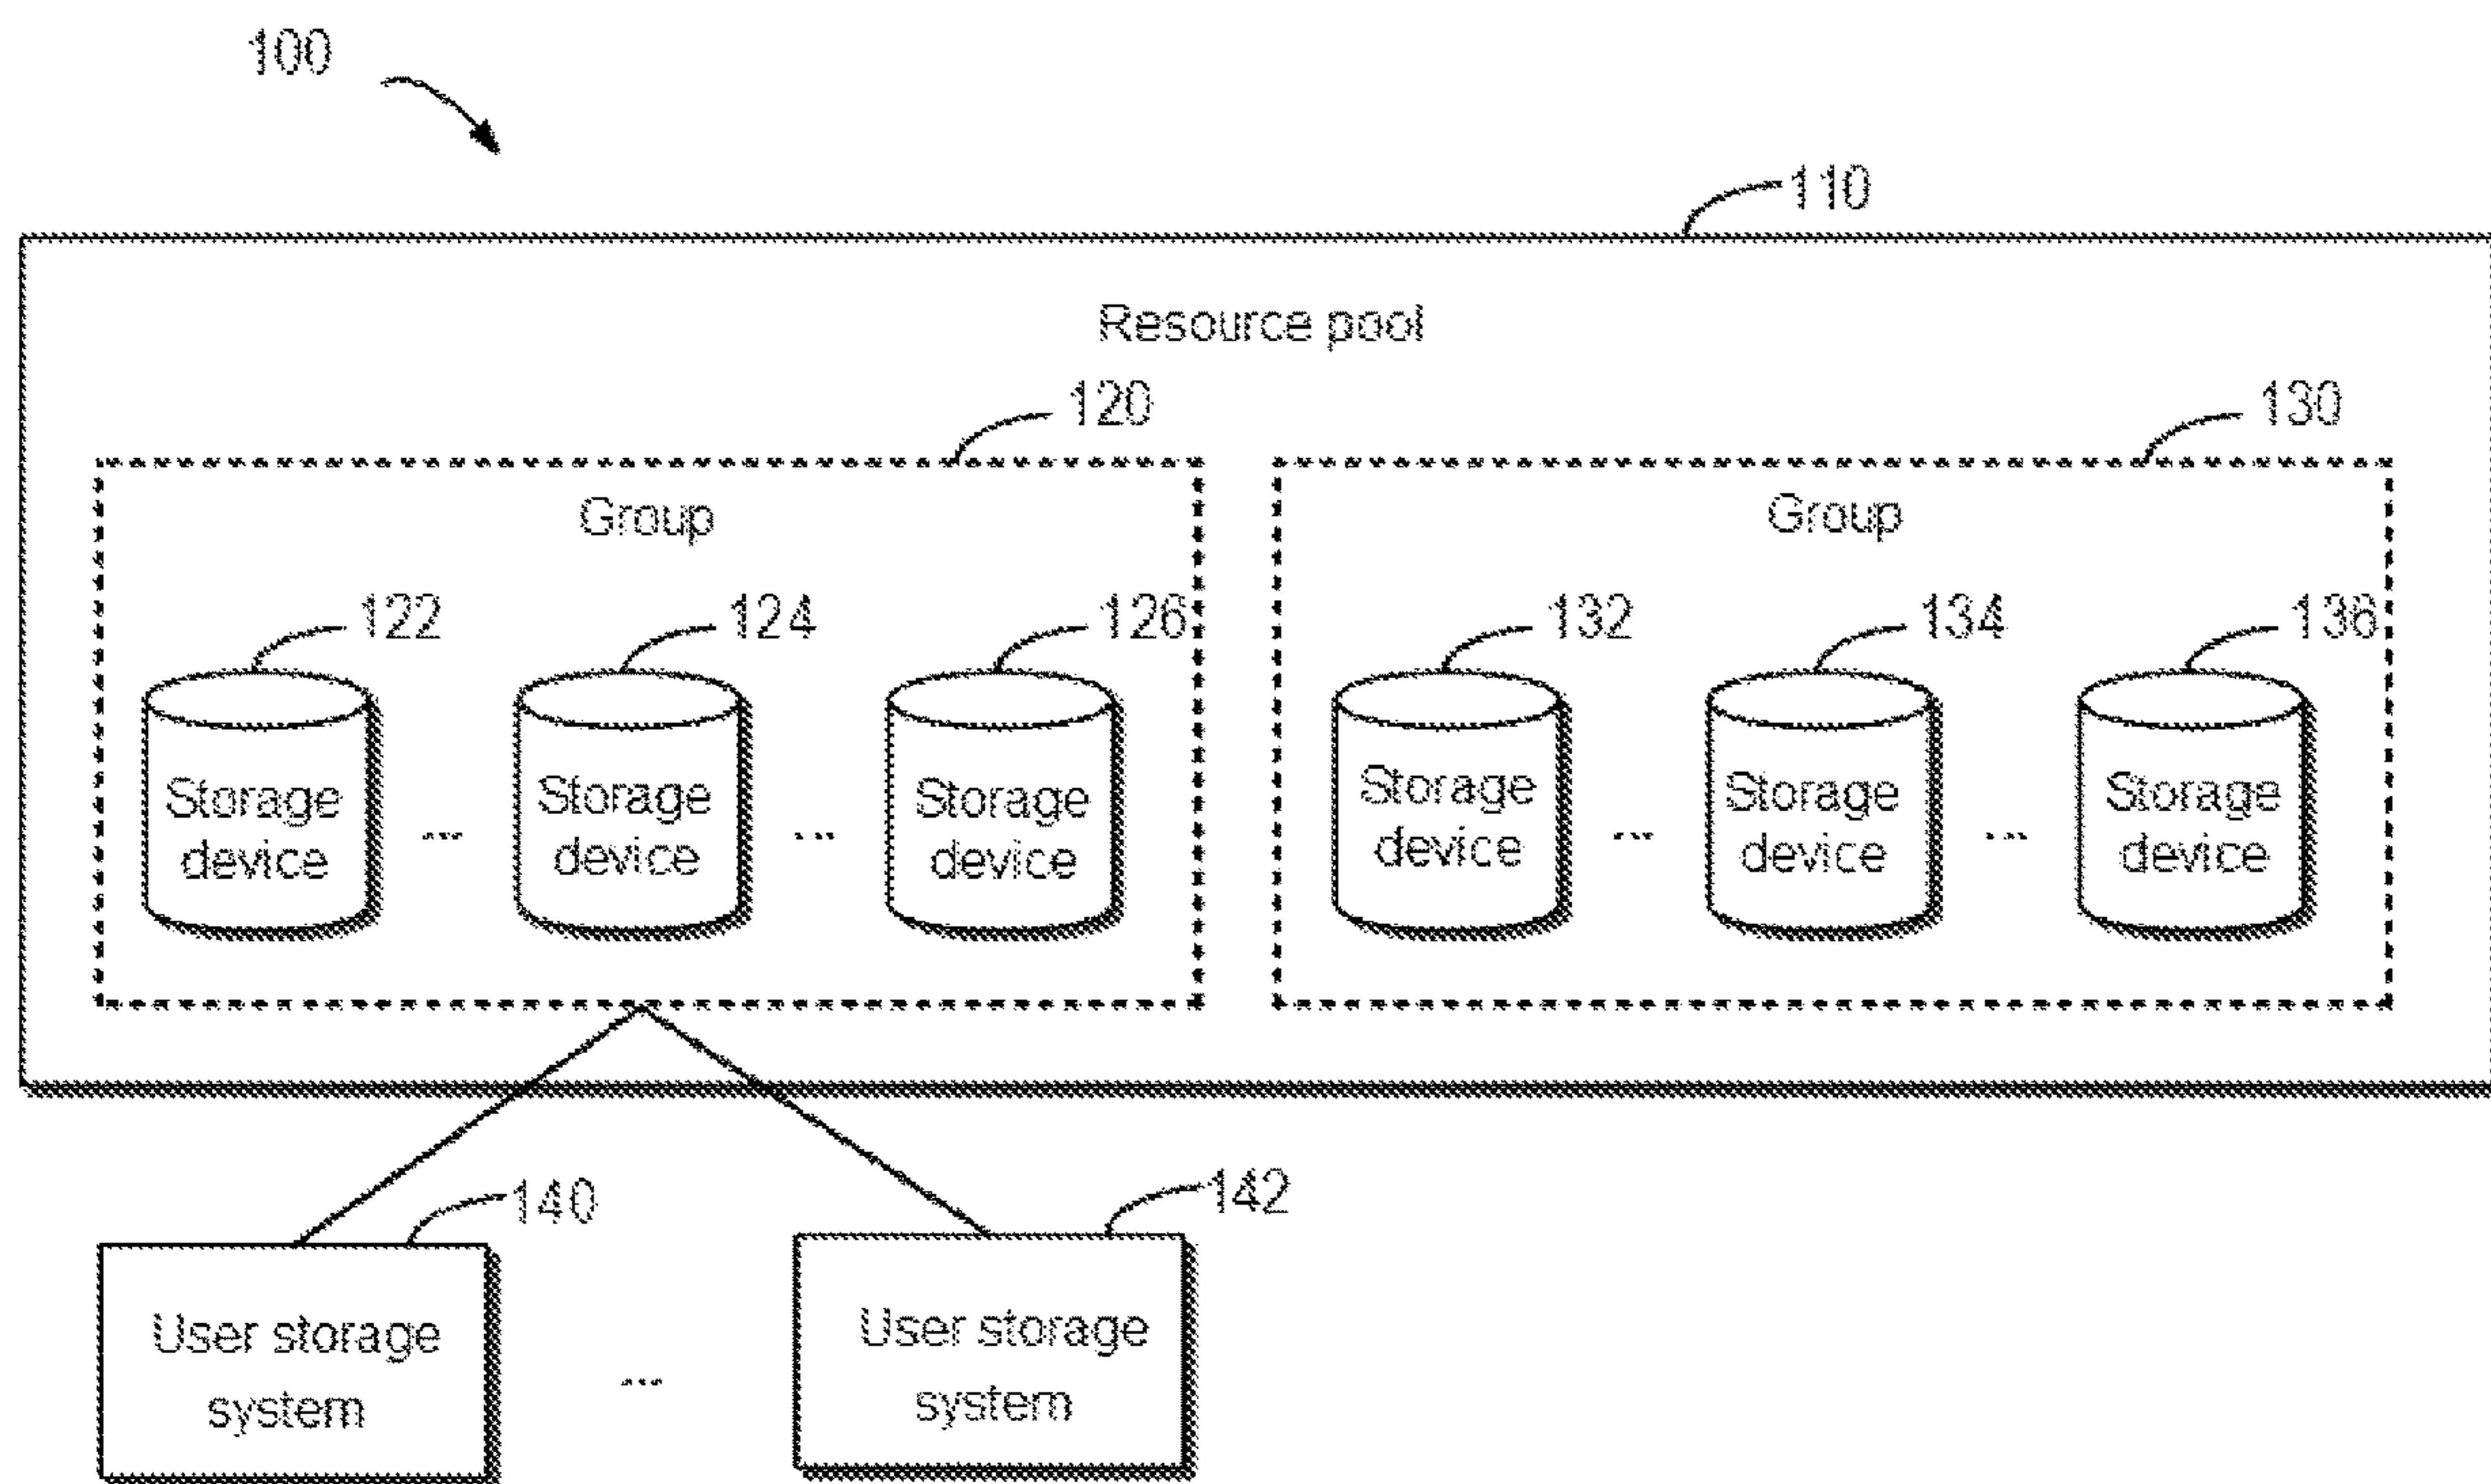 100
110
Resource pool
120
130
Group
Group
122
124
126
132
134
136
Storage
device
...
Storage
device
...
Storage
device
Storage
device
...
Storage
device
...
Storage
device
140
142
User storage
system
...
User storage
system